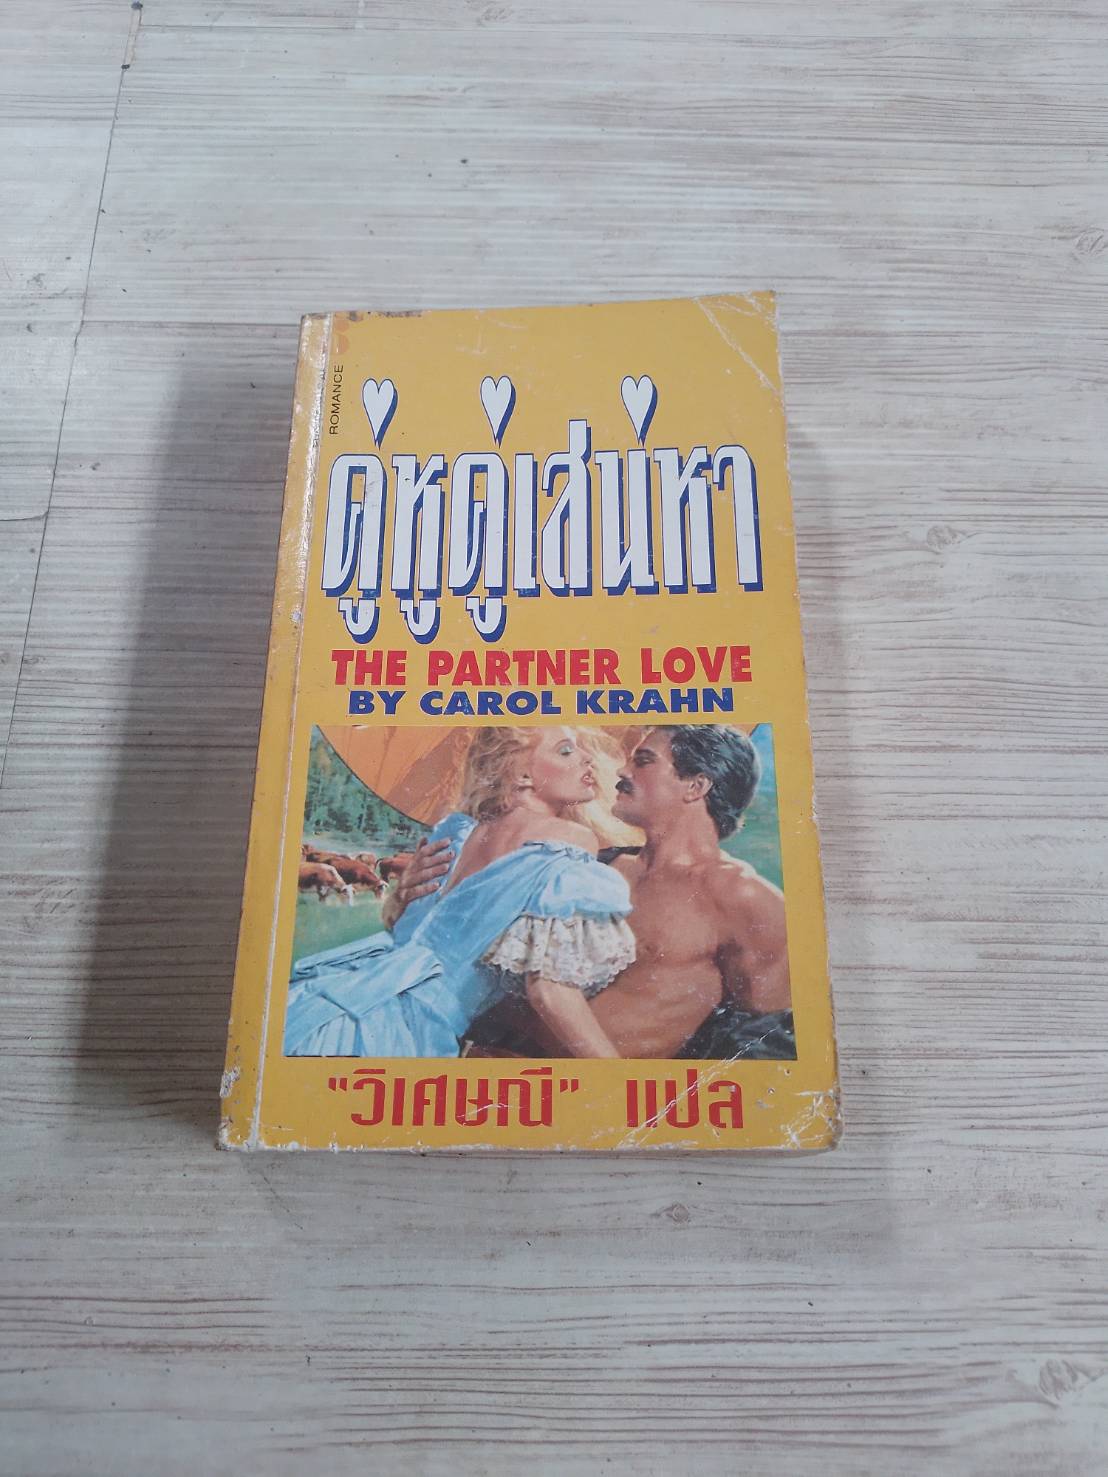 ROMANCE
คู่หูคู่เสน่หา
THE PARTNER LOVE
BY CAROL KRAHN
"วิเศษณี" แปล